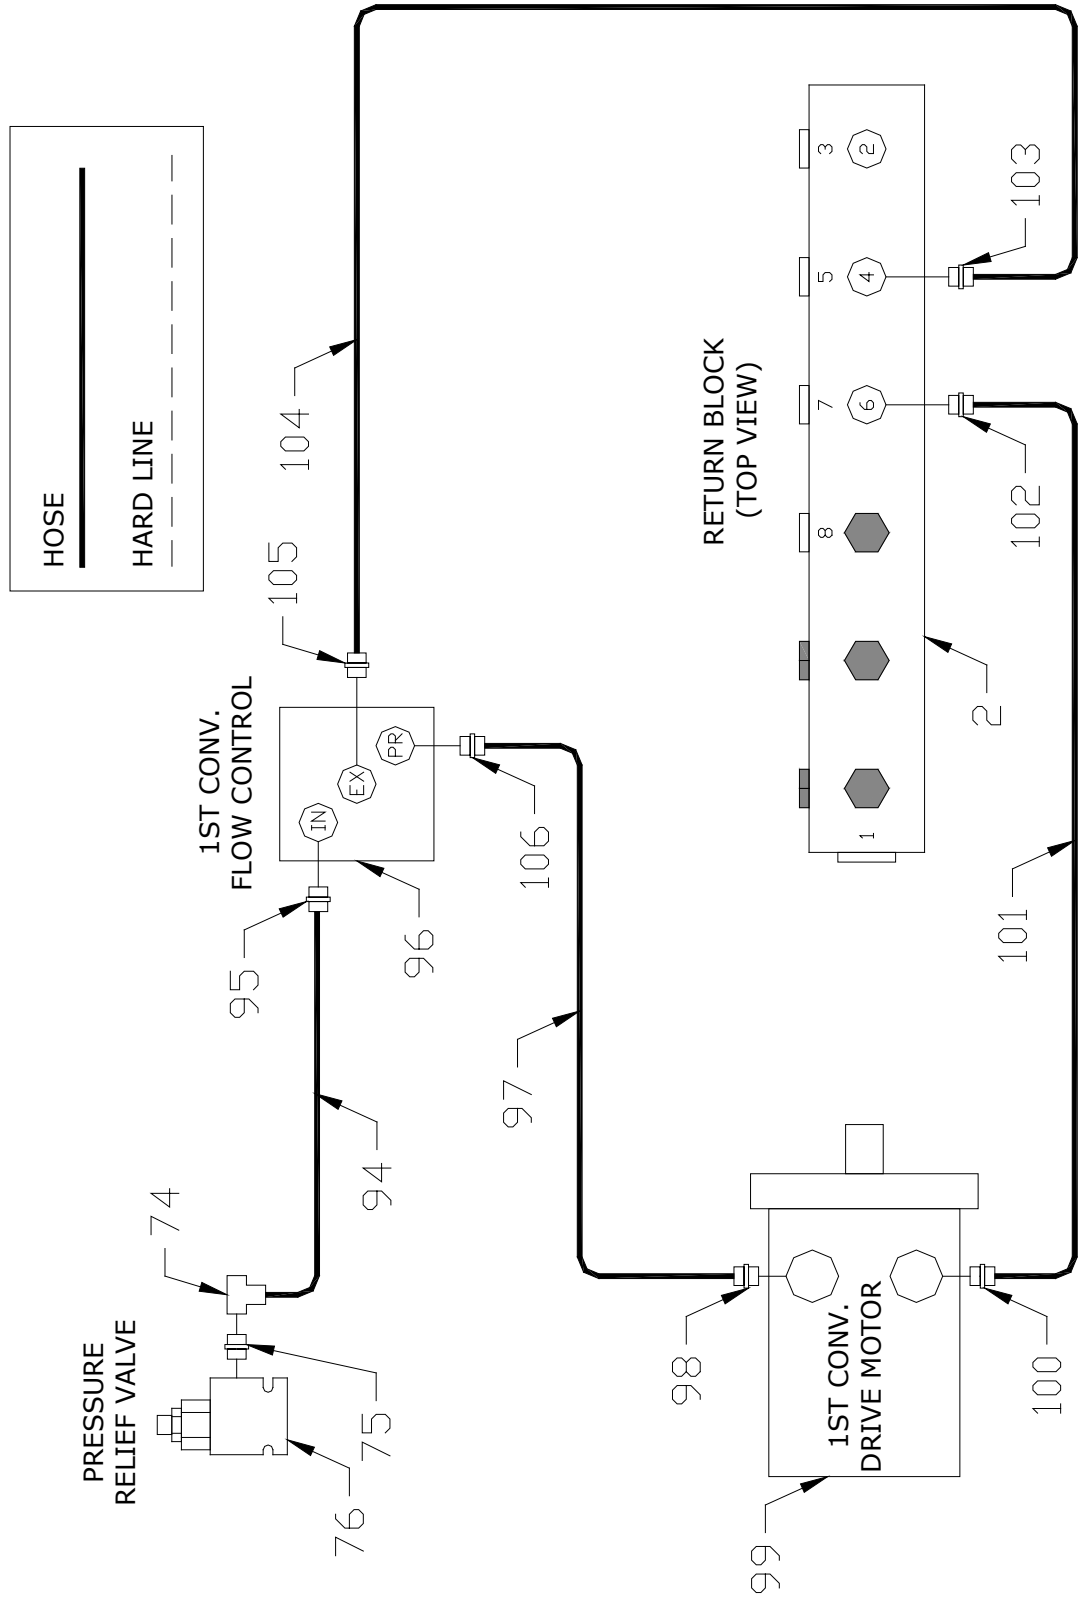 HOSE
HARD LINE
PRESSURE
RELIEF VALVE
76
75
74
94
95
1ST CONV.
FLOW CONTROL
IN
EX
PR
96
105
104
106
97
98
1ST CONV.
DRIVE MOTOR
99
100
101
RETURN BLOCK
(TOP VIEW)
1
8
7
5
3
6
4
2
2
102
103